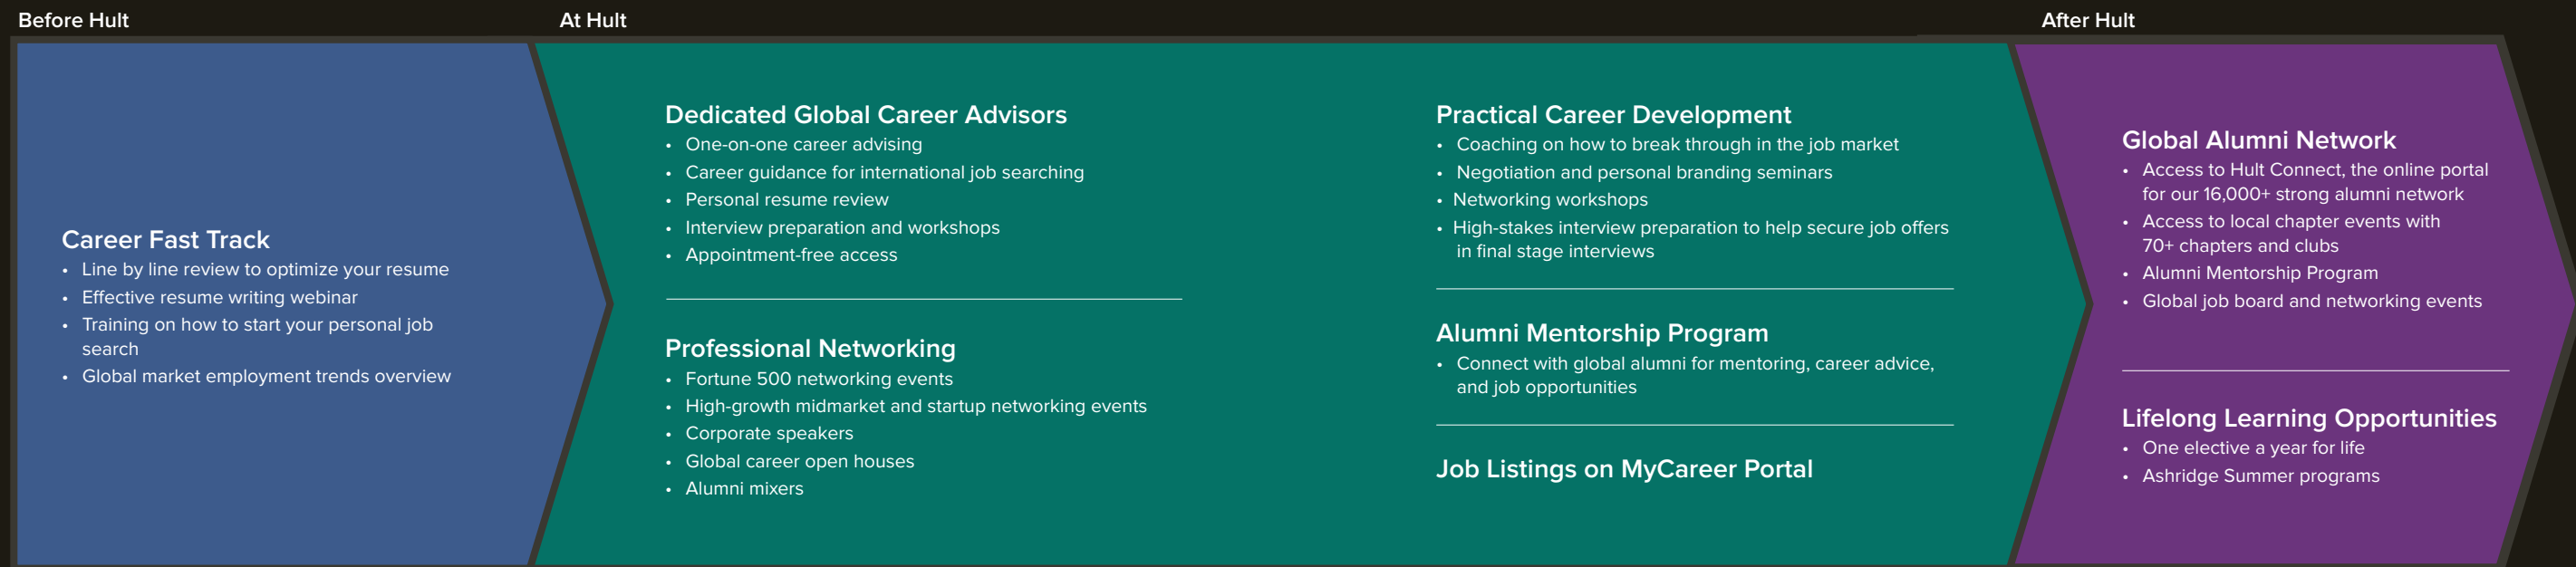 Before Hult
Career Fast Track
• Line by line review to optimize your resume
• Effective resume writing webinar
• Training on how to start your personal job
search
• Global market employment trends overview
At Hult
Dedicated Global Career Advisors
• One-on-one career advising
• Career guidance for international job searching
• Personal resume review
• Interview preparation and workshops
• Appointment-free access
Professional Networking
• Fortune 500 networking events
• High-growth midmarket and startup networking events
• Corporate speakers
• Global career open houses
• Alumni mixers
Practical Career Development
• Coaching on how to break through in the job market
• Negotiation and personal branding seminars
• Networking workshops
• High-stakes interview preparation to help secure job offers
in final stage interviews
Alumni Mentorship Program
• Connect with global alumni for mentoring, career advice,
and job opportunities
Job Listings on MyCareer Portal
After Hult
Global Alumni Network
• Access to Hult Connect, the online portal
for our 16,000+ strong alumni network
• Access to local chapter events with
70+ chapters and clubs
• Alumni Mentorship Program
• Global job board and networking events
Lifelong Learning Opportunities
• One elective a year for life
• Ashridge Summer programs